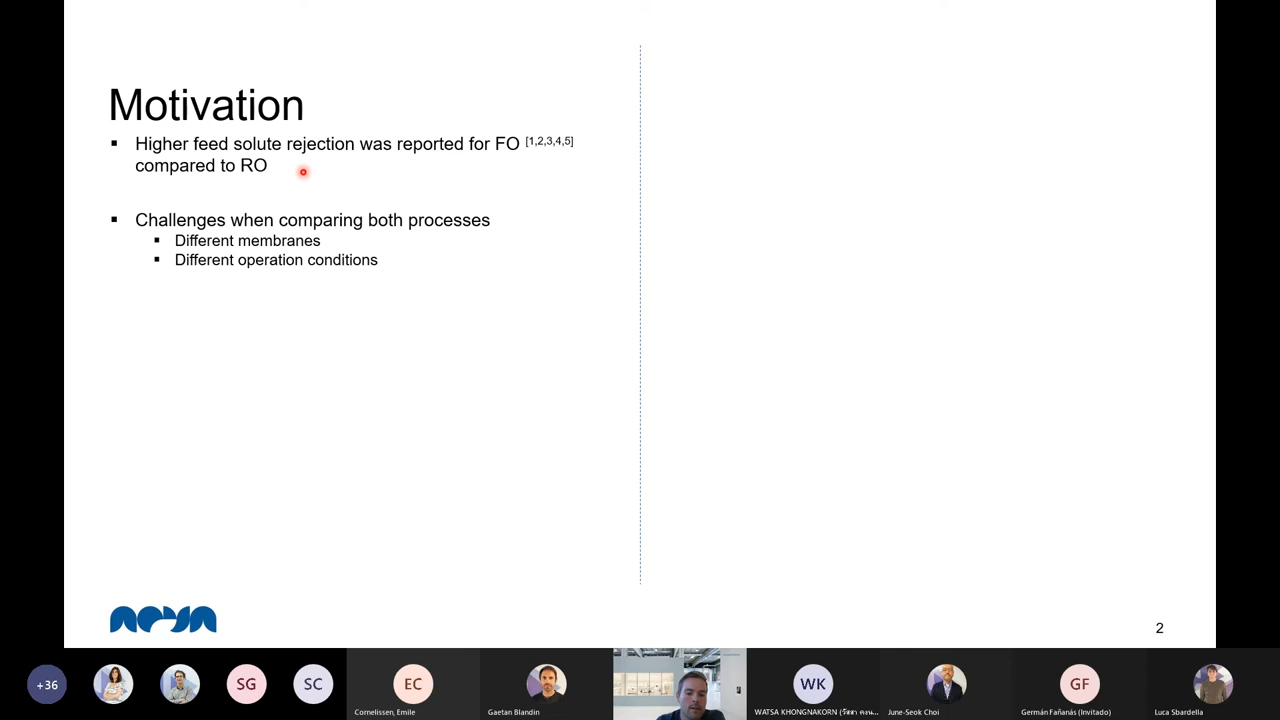 Motivation
▪ Higher feed solute rejection was reported for FO [1,2,3,4,5]
compared to RO
▪ Challenges when comparing both processes
▪ Different membranes
▪ Different operation conditions
2
+36
SG
SC
EC
Cornelissen, Emile
Gaetan Blandin
WK
WATSA KHONGNAKORN
June-Seok Choi
GF
Germán Fañanás (Invitado)
Luca Sbardella